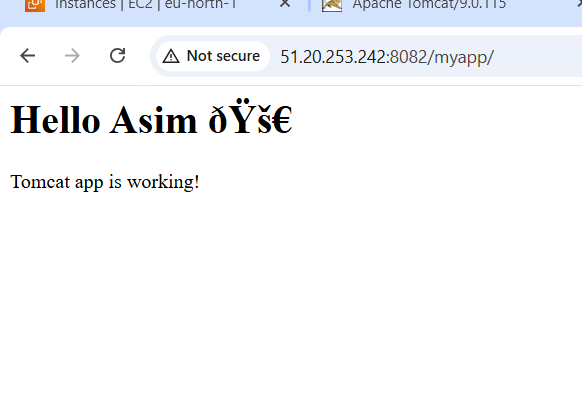 Instances | EC2 | eu-north-1
Apache Tomcat/9.0.115
Not secure 51.20.253.242:8082/myapp/
Hello Asim ðŸš€
Tomcat app is working!